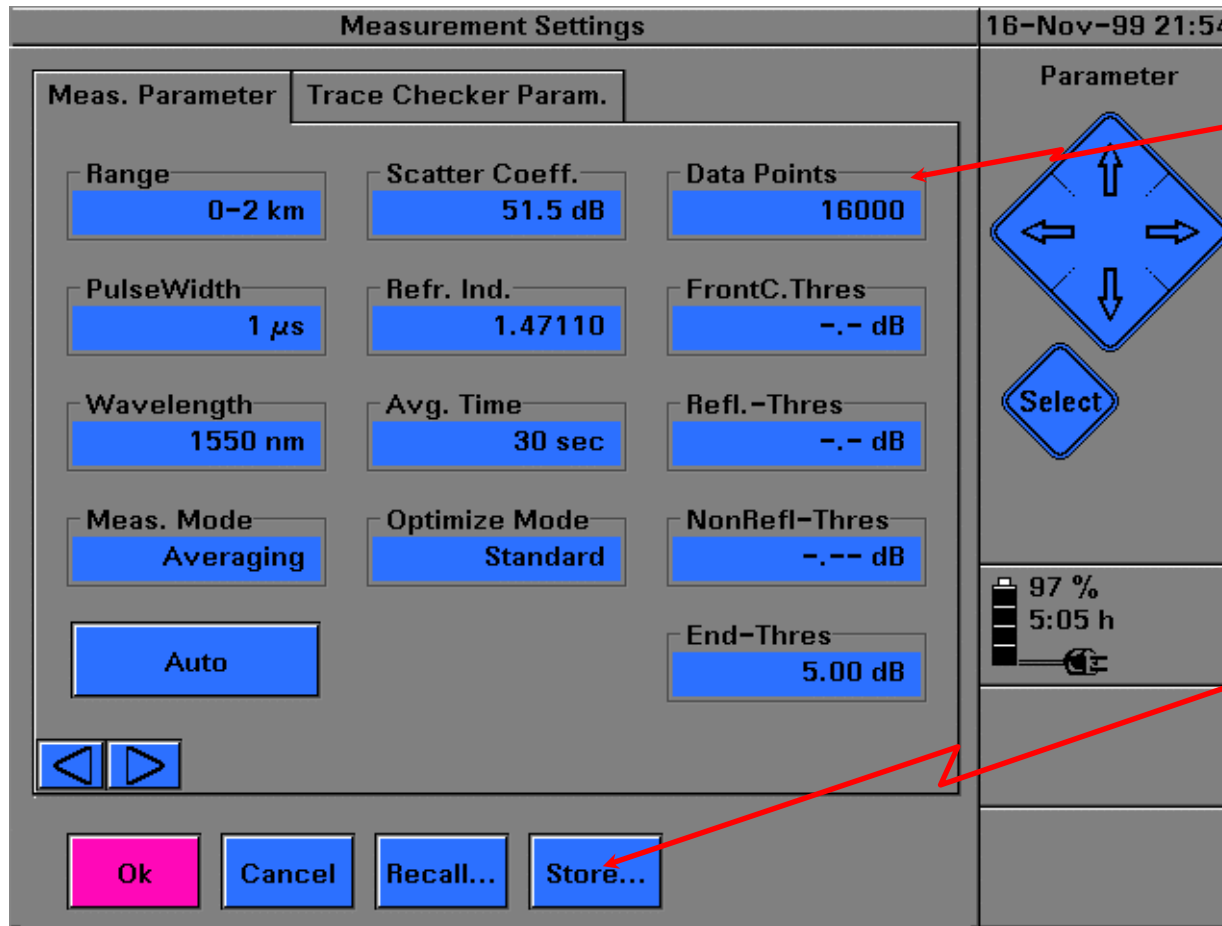 Measurement Settings
16-Nov-99 21:54
Meas. Parameter
Trace Checker Param.
Parameter
Range
0-2 km
Scatter Coeff.
51.5 dB
Data Points
16000
PulseWidth
1 µs
Refr. Ind.
1.47110
FrontC.Thres
-.- dB
Wavelength
1550 nm
Avg. Time
30 sec
Refl.-Thres
-.- dB
Select
Meas. Mode
Averaging
Optimize Mode
Standard
NonRefl-Thres
-.-- dB
97 %
5:05 h
Auto
End-Thres
5.00 dB
Ok
Cancel
Recall...
Store...